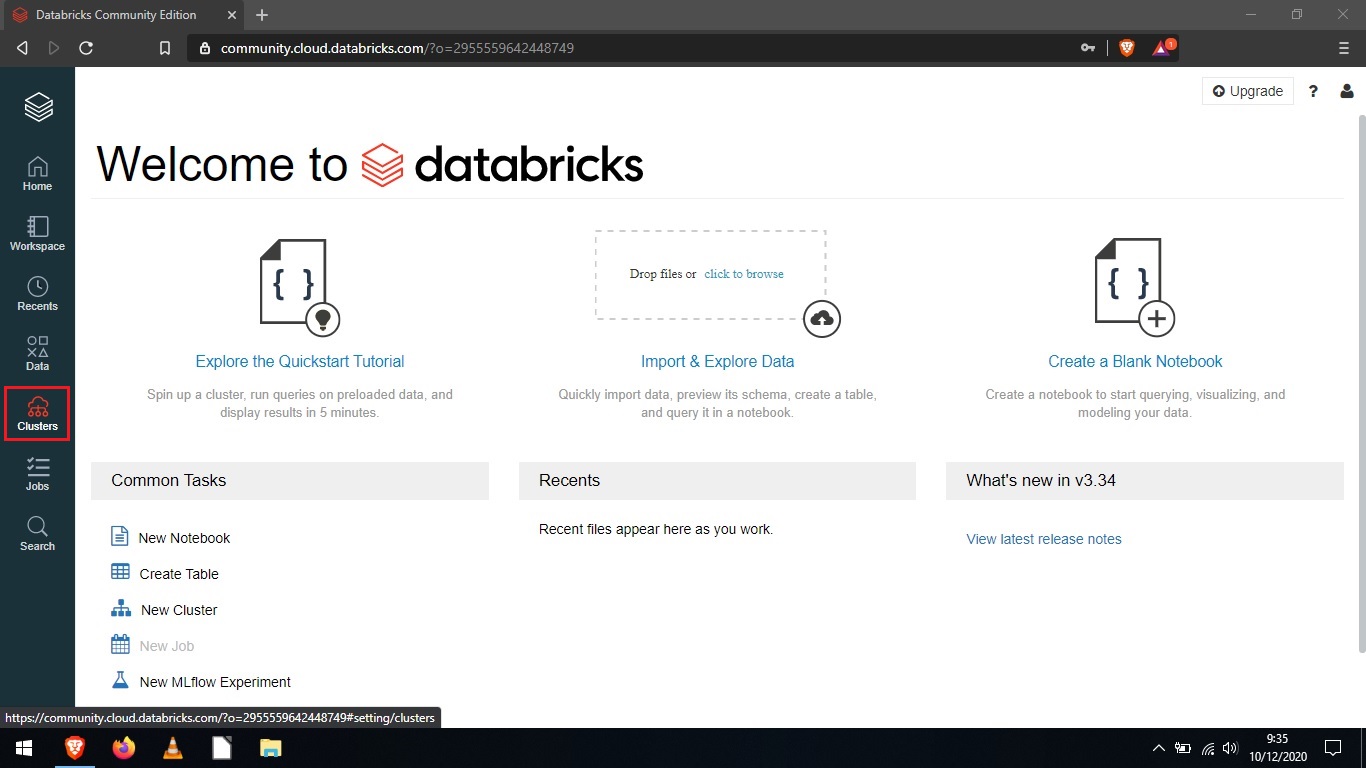 Databricks Community Edition
community.cloud.databricks.com/?o=2955559642448749
1
Upgrade
?
Welcome to databricks
Home
Workspace
Recents
Data
Clusters
Jobs
Search
{ }
Drop files or click to browse
{ }
Explore the Quickstart Tutorial
Spin up a cluster, run queries on preloaded data, and
display results in 5 minutes.
Import & Explore Data
Quickly import data, preview its schema, create a table,
and query it in a notebook.
Create a Blank Notebook
Create a notebook to start querying, visualizing, and
modeling your data.
Common Tasks
New Notebook
Create Table
New Cluster
New Job
New MLflow Experiment
Recents
Recent files appear here as you work.
What's new in v3.34
View latest release notes
https://community.cloud.databricks.com/?o=2955559642448749#setting/clusters
9:35
10/12/2020